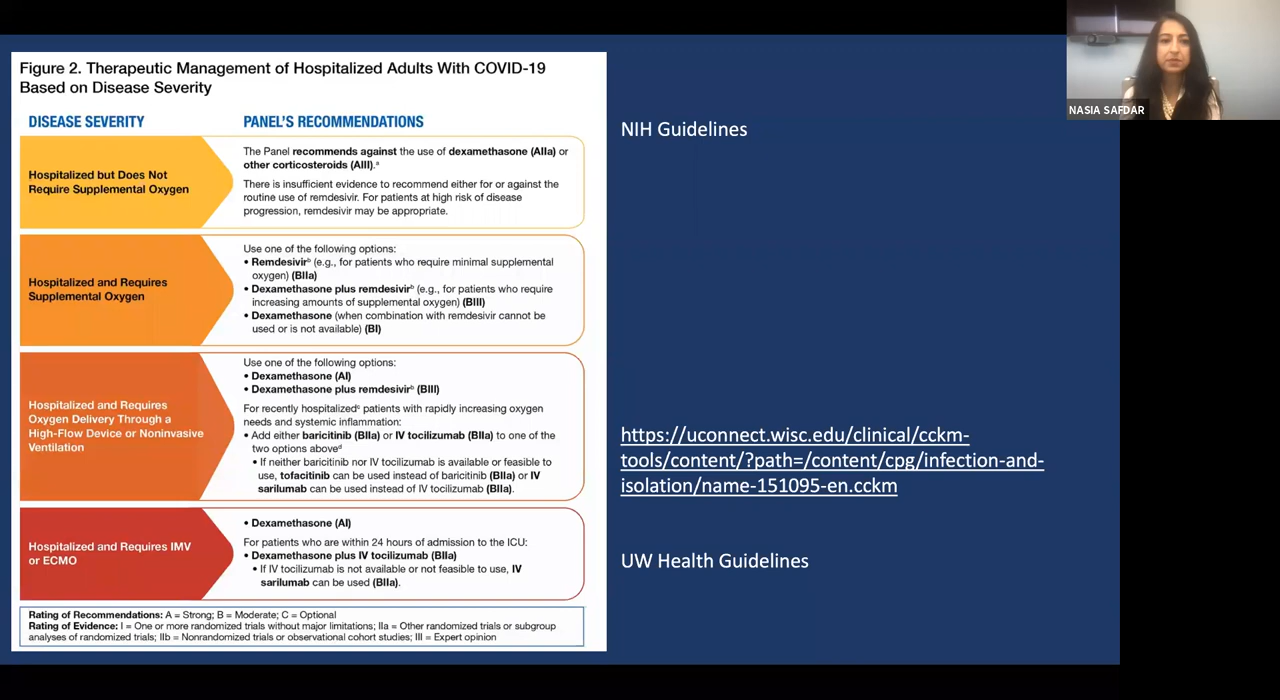 Figure 2. Therapeutic Management of Hospitalized Adults With COVID-19
Based on Disease Severity
DISEASE SEVERITY
PANEL'S RECOMMENDATIONS
Hospitalized but Does Not
Require Supplemental Oxygen
The Panel recommends against the use of dexamethasone (AIIa) or
other corticosteroids (AIII).a
There is insufficient evidence to recommend either for or against the
routine use of remdesivir. For patients at high risk of disease
progression, remdesivir may be appropriate.
Hospitalized and Requires
Supplemental Oxygen
Use one of the following options:
• Remdesivirb (e.g., for patients who require minimal supplemental
oxygen) (BIIa)
• Dexamethasone plus remdesivirb (e.g., for patients who require
increasing amounts of supplemental oxygen) (BIII)
• Dexamethasone (when combination with remdesivir cannot be
used or is not available) (BI)
Hospitalized and Requires
Oxygen Delivery Through a
High-Flow Device or Noninvasive
Ventilation
Use one of the following options:
• Dexamethasone (AI)
• Dexamethasone plus remdesivirb (BIII)
For recently hospitalizedc patients with rapidly increasing oxygen
needs and systemic inflammation:
• Add either baricitinib (BIIa) or IV tocilizumab (BIIa) to one of the
two options aboved
• If neither baricitinib nor IV tocilizumab is available or feasible to
use, tofacitinib can be used instead of baricitinib (BIIa) or IV
sarilumab can be used instead of IV tocilizumab (BIIa).
Hospitalized and Requires IMV
or ECMO
• Dexamethasone (AI)
For patients who are within 24 hours of admission to the ICU:
• Dexamethasone plus IV tocilizumab (BIIa)
• If IV tocilizumab is not available or not feasible to use, IV
sarilumab can be used (BIIa).
Rating of Recommendations: A = Strong; B = Moderate; C = Optional
Rating of Evidence: I = One or more randomized trials without major limitations; IIa = Other randomized trials or subgroup
analyses of randomized trials; IIb = Nonrandomized trials or observational cohort studies; III = Expert opinion
NIH Guidelines
https://uconnect.wisc.edu/clinical/cckm-
tools/content/?path=/content/cpg/infection-and-
isolation/name-151095-en.cckm
UW Health Guidelines
NASIA SAFDAR